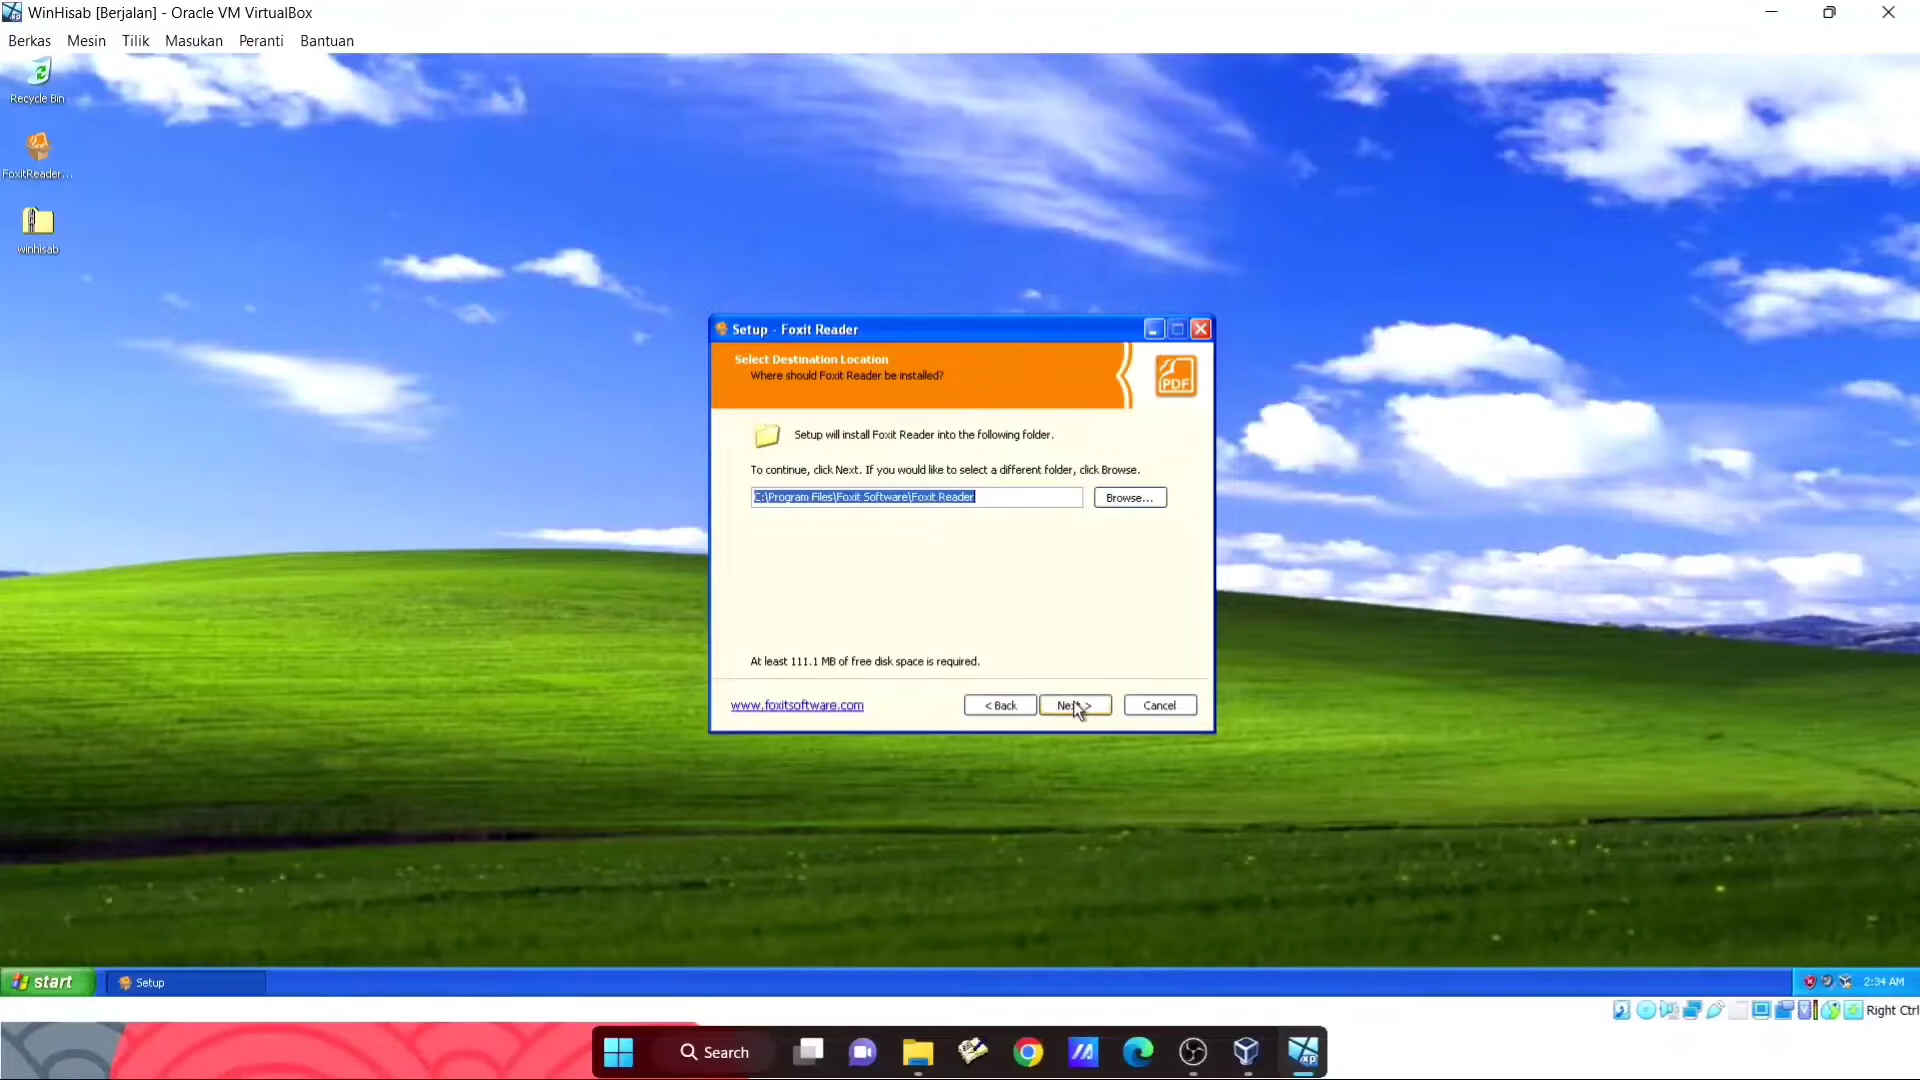 WinHisab [Berjalan] - Oracle VM VirtualBox
Berkas Mesin Tilik Masukan Peranti Bantuan
Recycle Bin
FoxitReader...
winhisab
Setup - Foxit Reader
Select Destination Location
Where should Foxit Reader be installed?
PDF
Setup will install Foxit Reader into the following folder.
To continue, click Next. If you would like to select a different folder, click Browse.
C:\Program Files\Foxit Software\Foxit Reader
Browse...
At least 111.1 MB of free disk space is required.
www.foxitsoftware.com
< Back
Next >
Cancel
start
Setup
2:34 AM
Right Ctrl
Search
xp